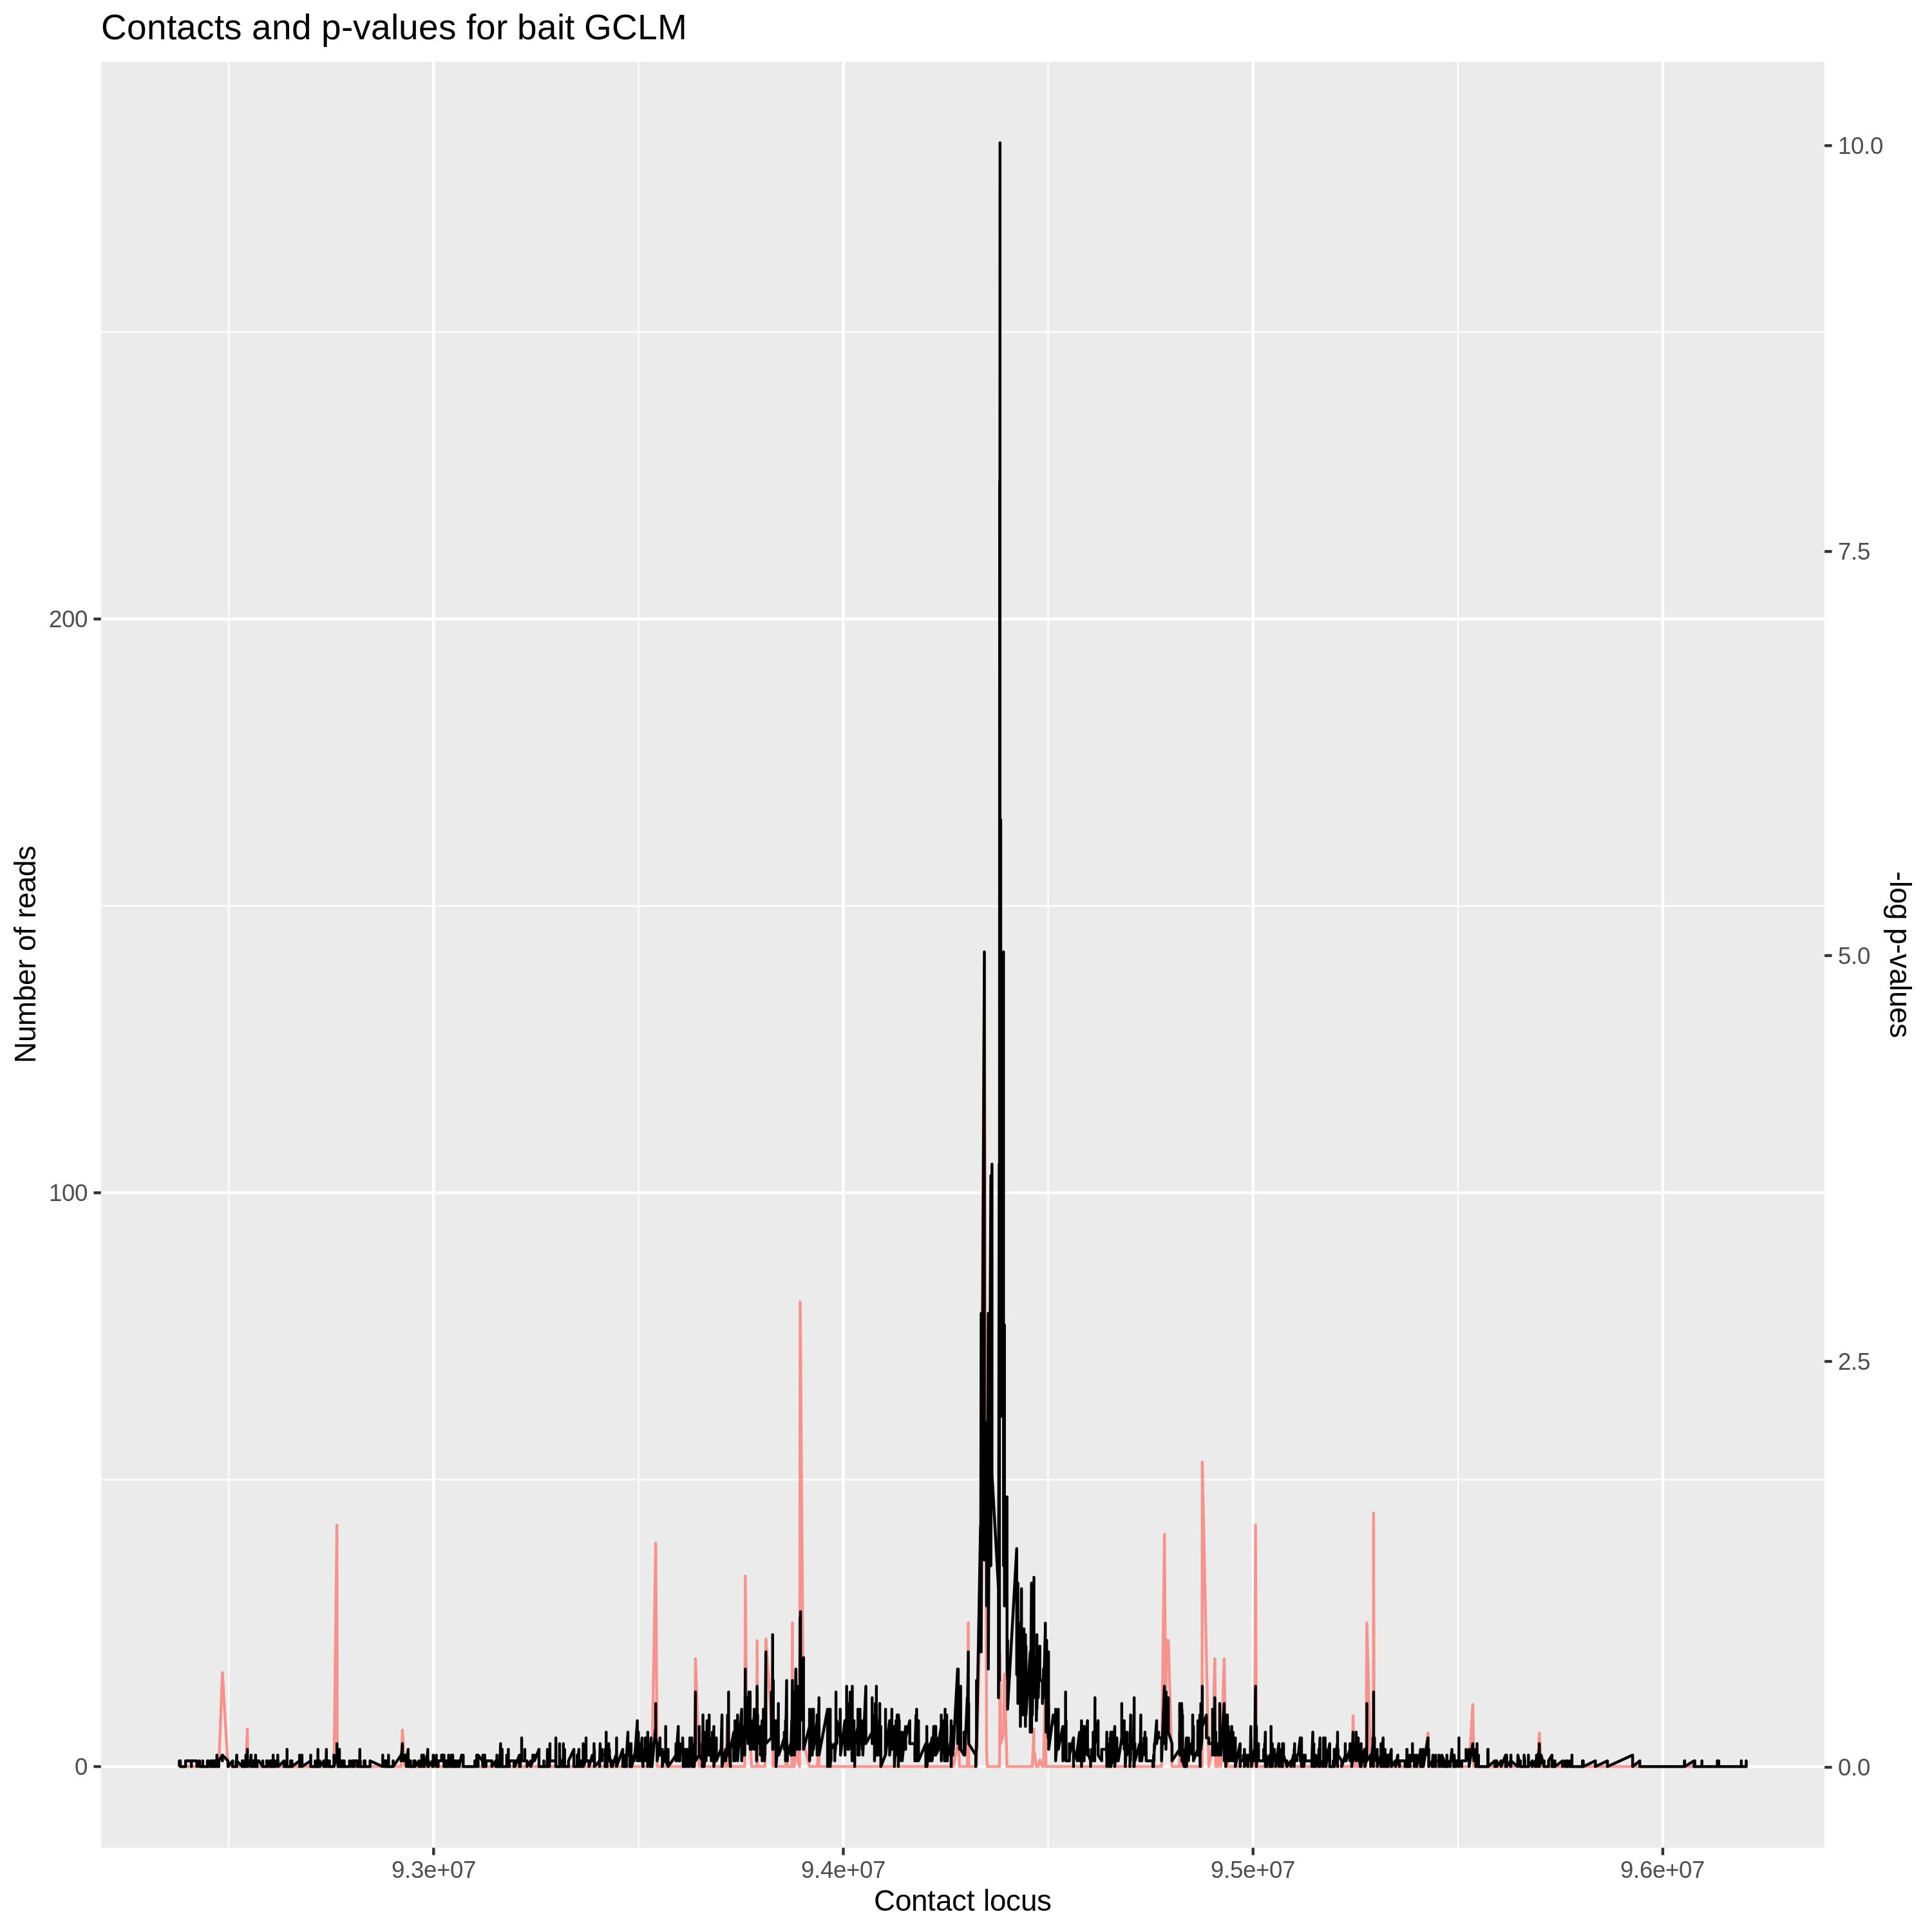 Contacts and p-values for bait GCLM
10.0
7.5
200
5.0
Number of reads
-log p-values
100
2.5
0
0.0
9.3e+07
9.4e+07
9.5e+07
9.6e+07
Contact locus